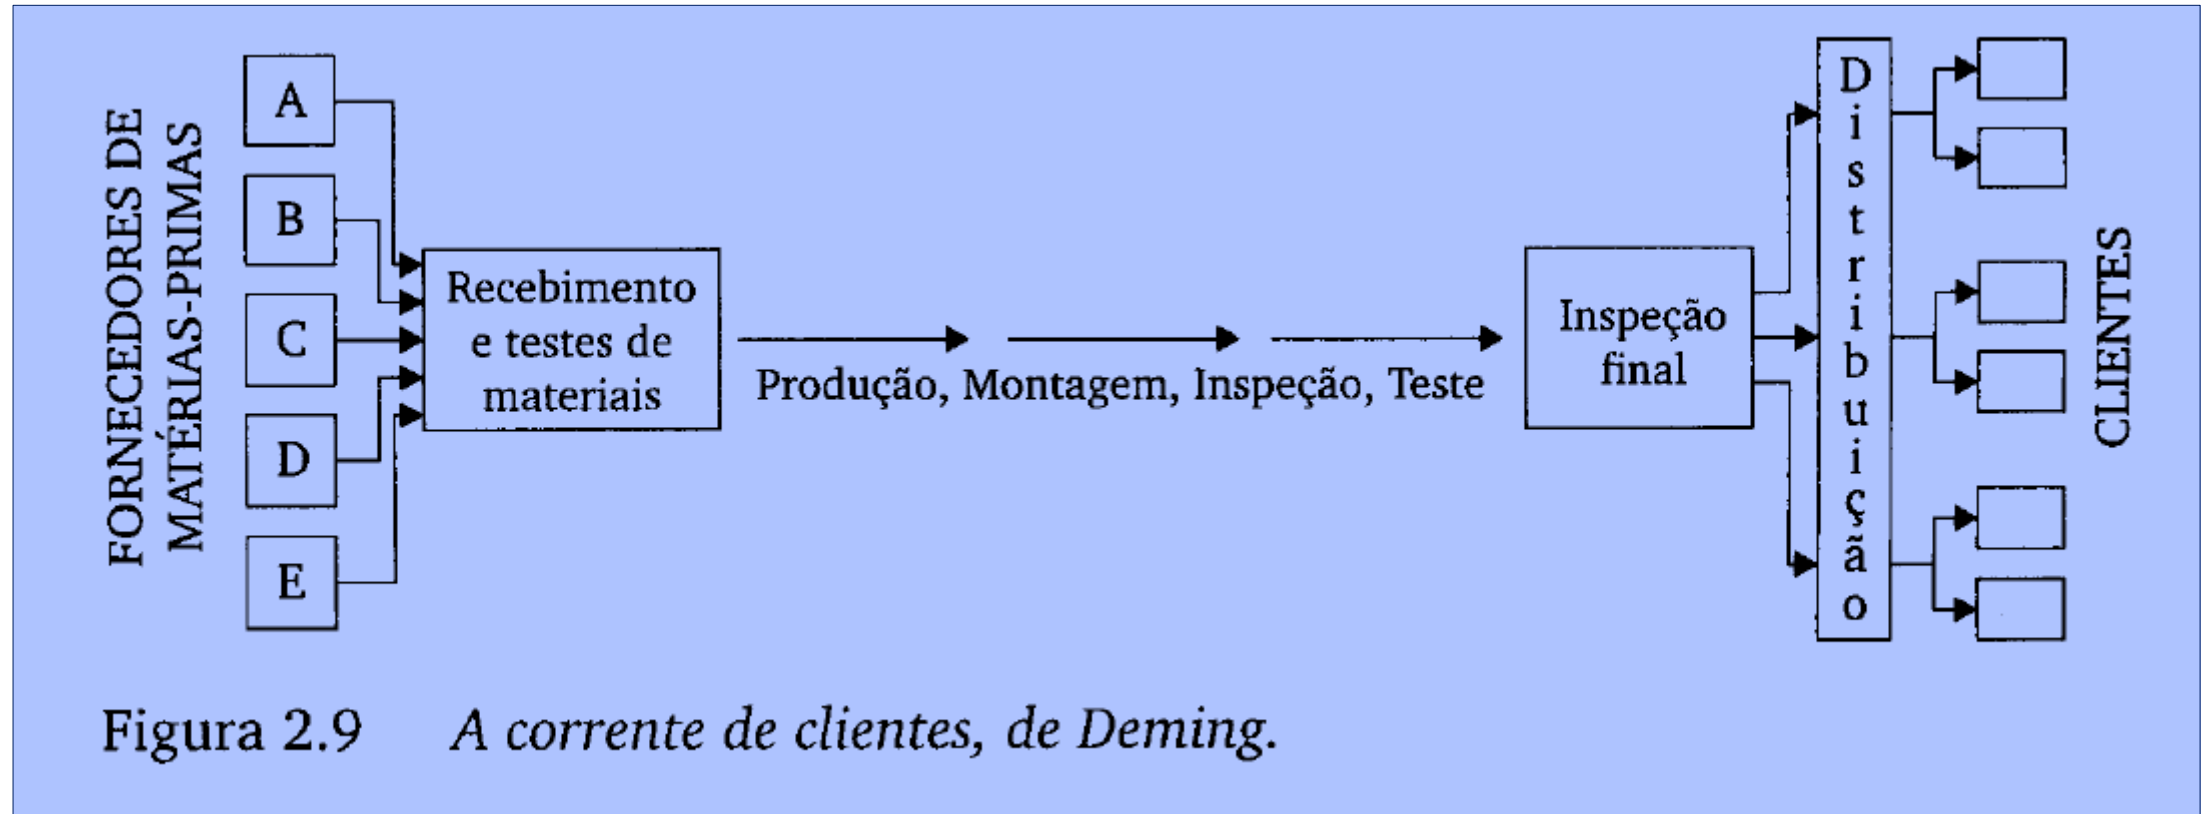 FORNECEDORES DE
MATÉRIAS-PRIMAS
A
B
C
D
E
Recebimento
e testes de
materiais
Produção, Montagem, Inspeção, Teste
Inspeção
final
Distribuição
CLIENTES
Figura 2.9 A corrente de clientes, de Deming.